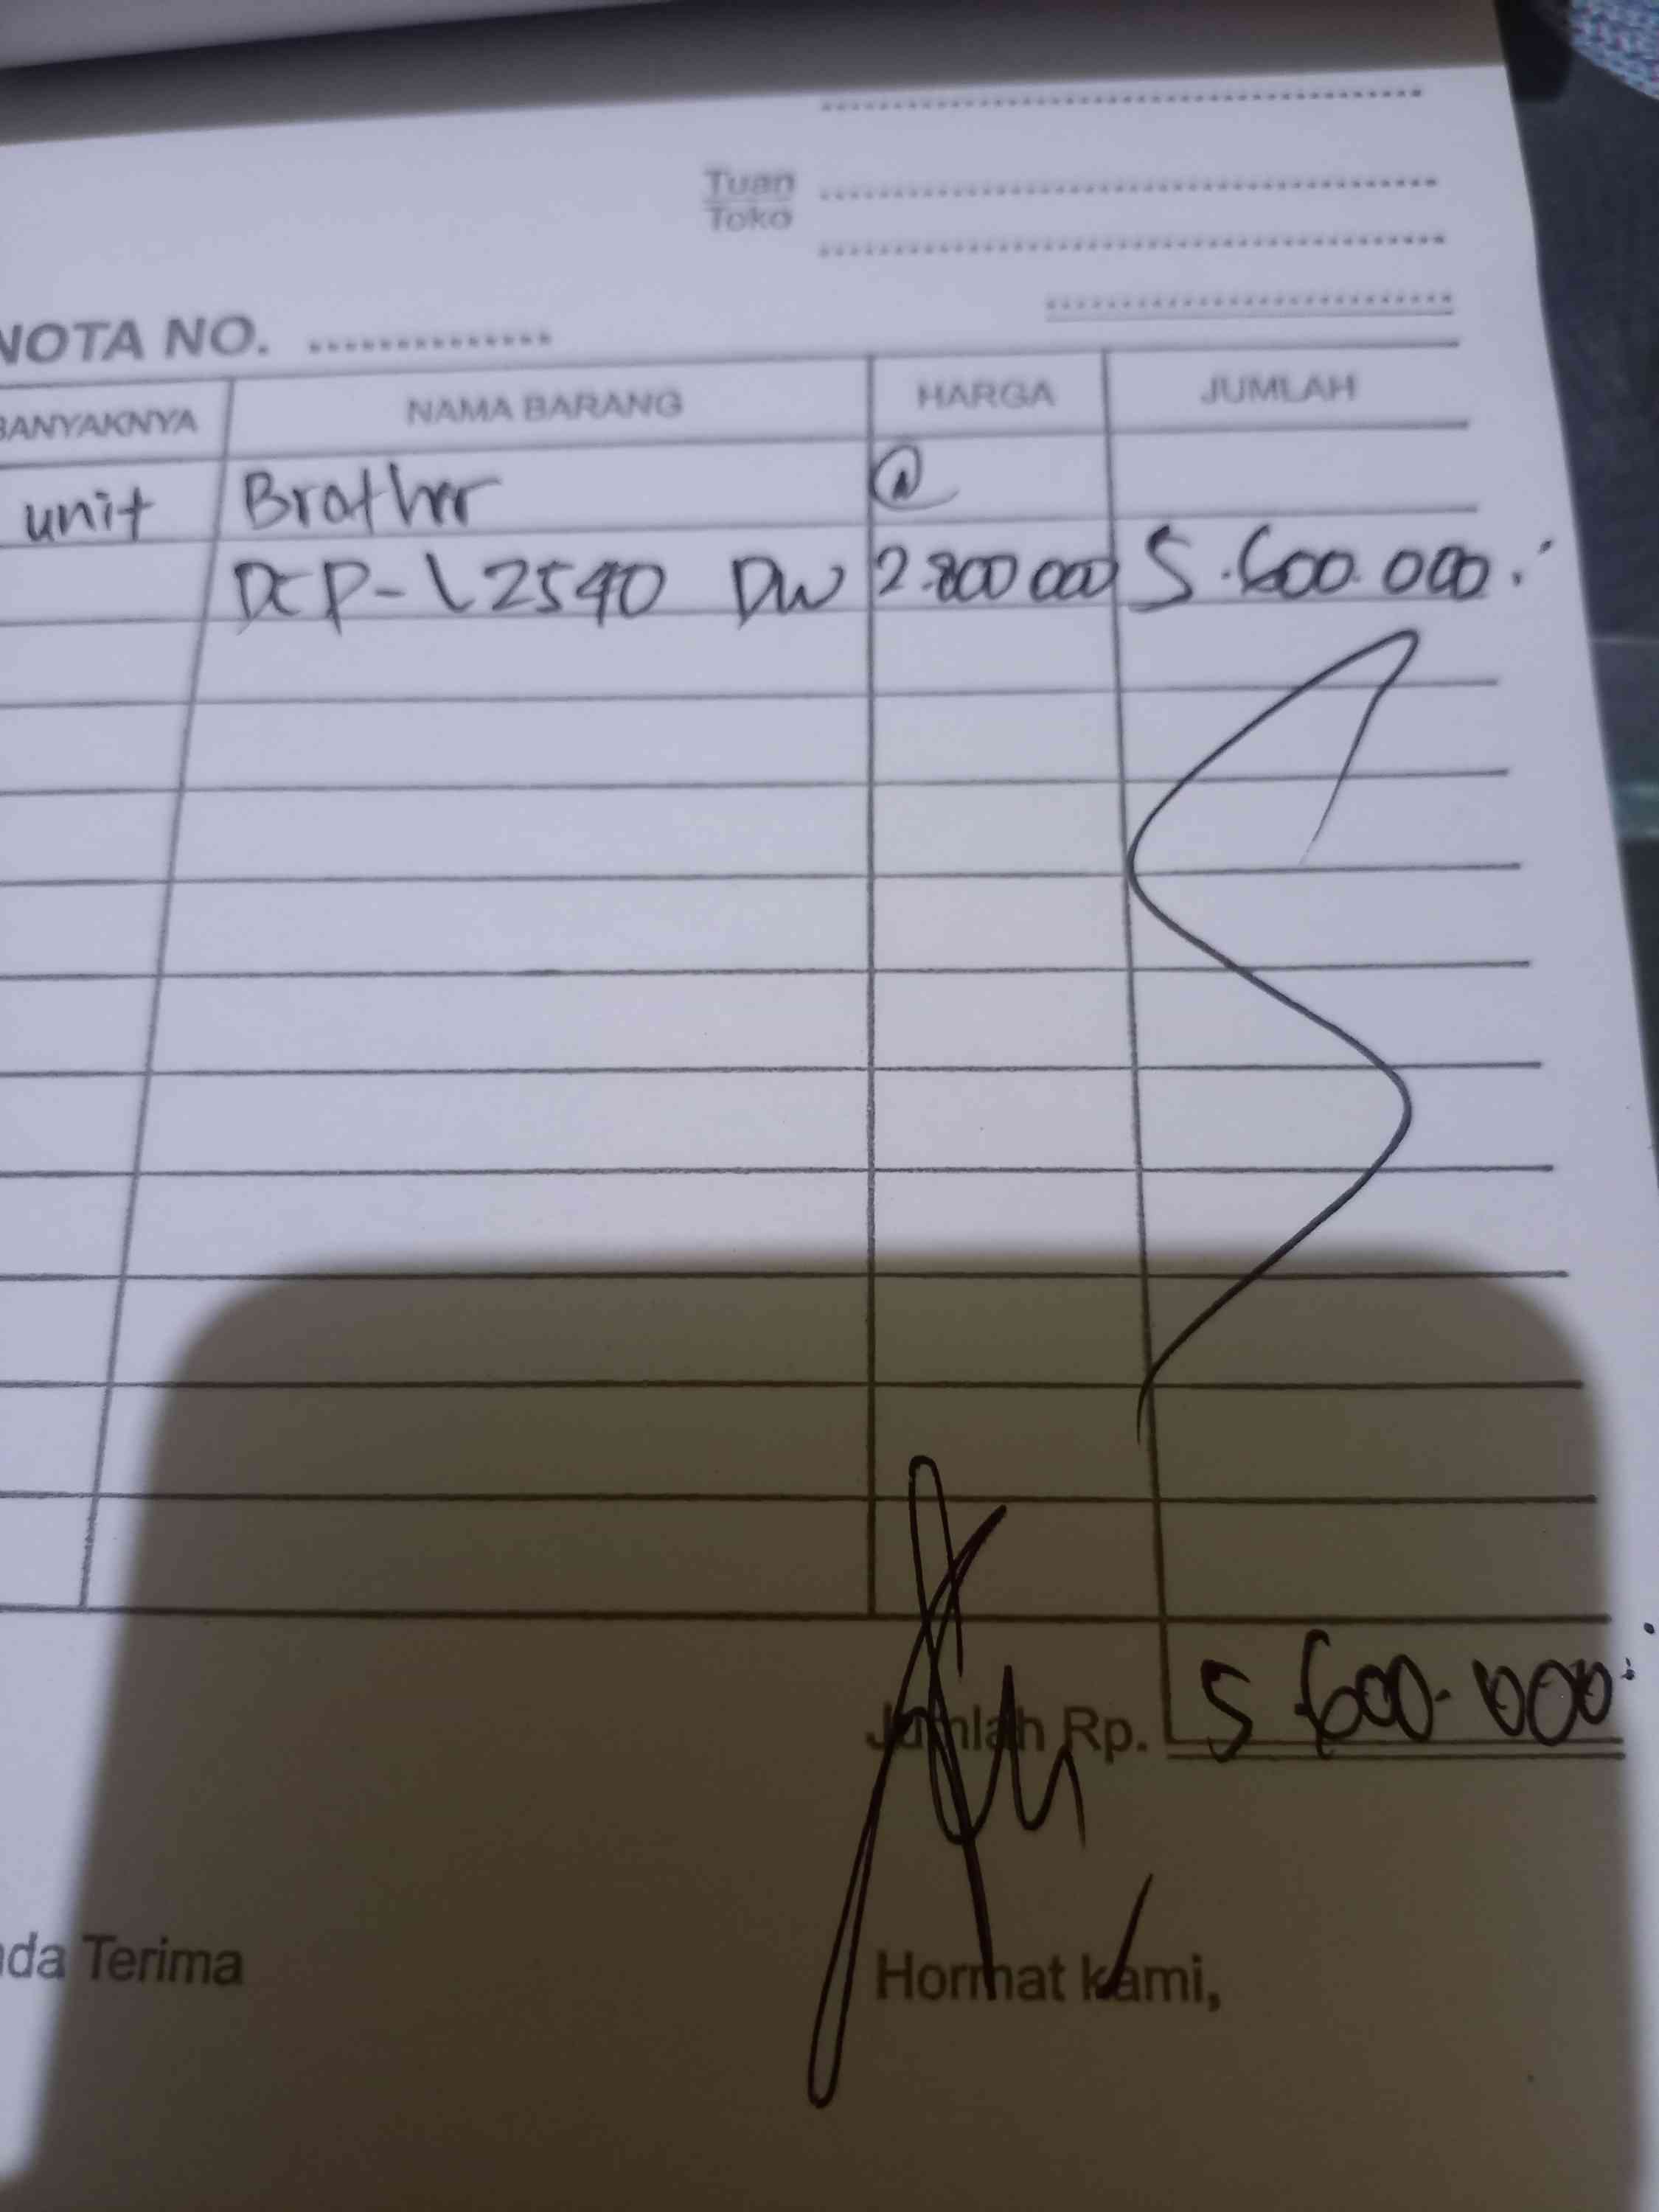 Tuan
Toko
NOTA NO.
BANYAKNYA NAMA BARANG HARGA JUMLAH
unit Brother @
DCP-L2540 DW 2.800 000 5.600.000.
Jumlah Rp. 5.600.000
da Terima Hormat kami,